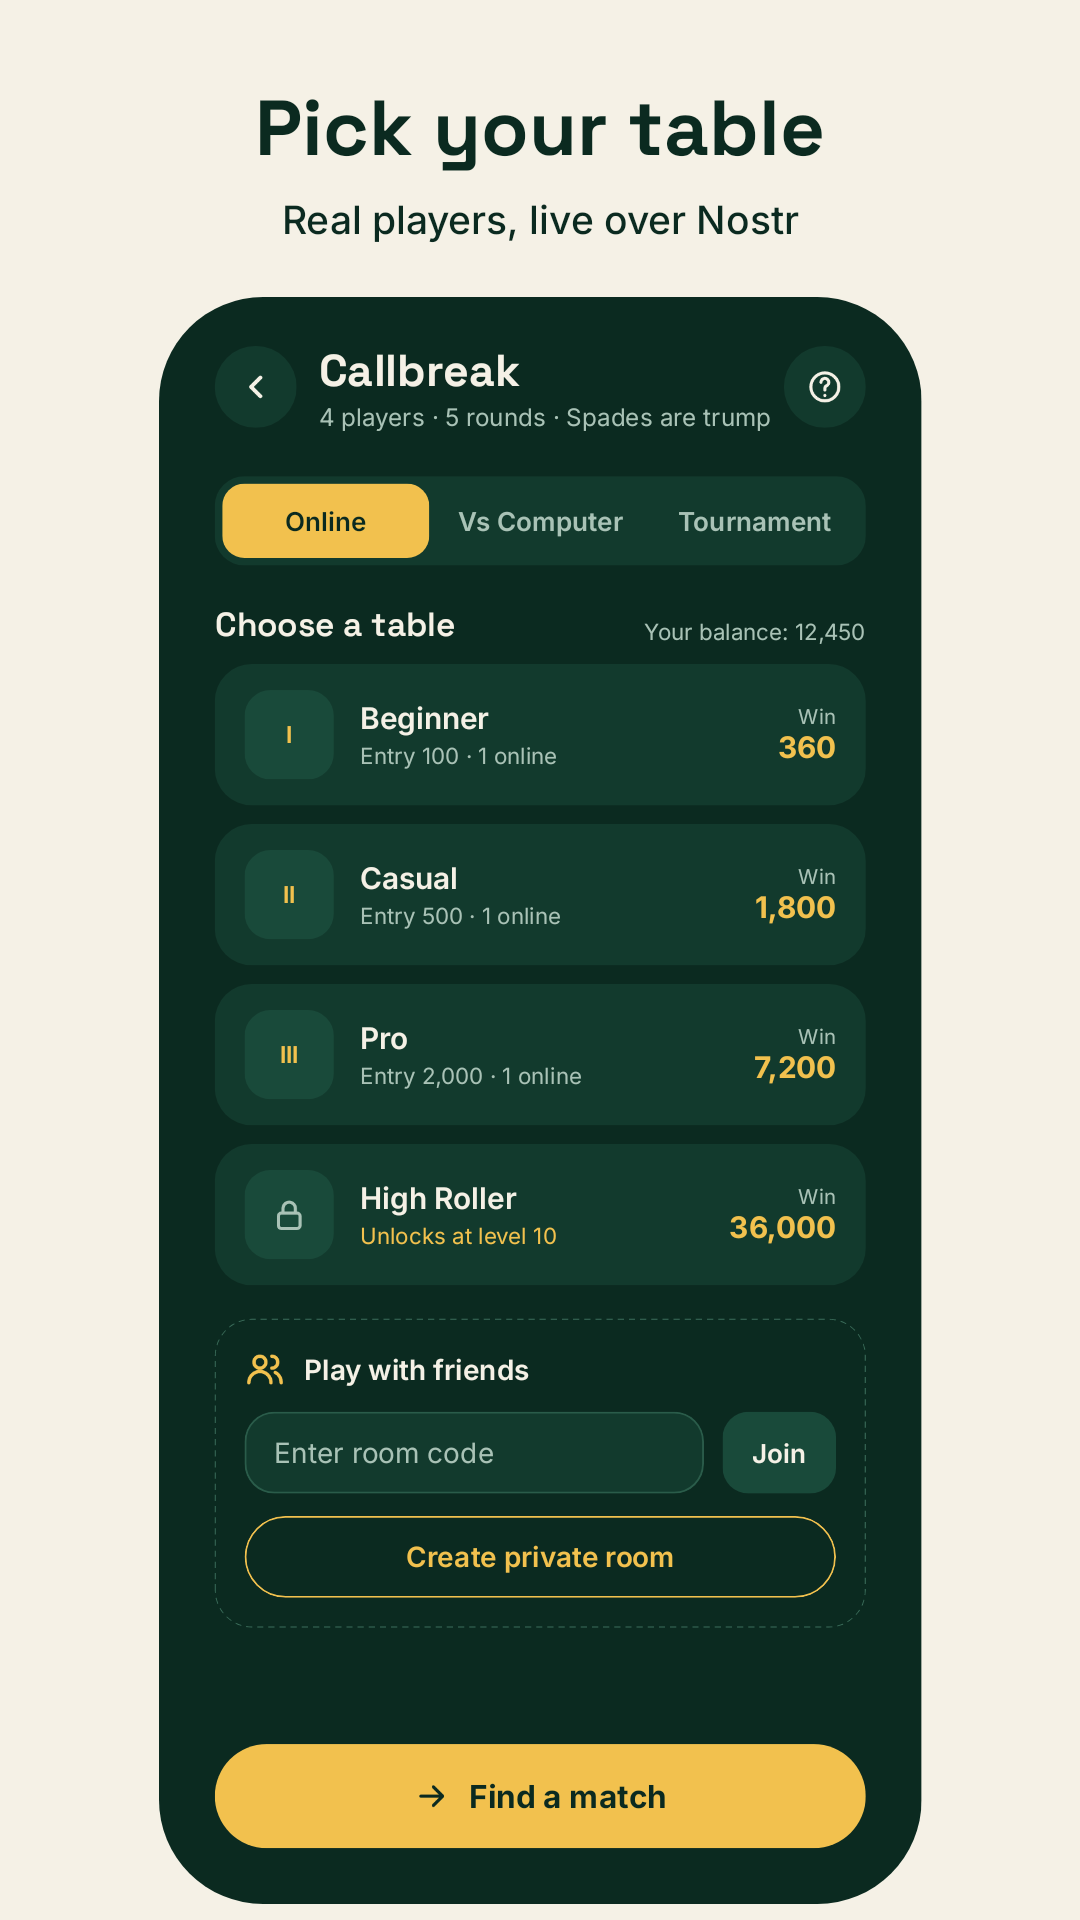 Pick your table
Real players, live over Nostr
Callbreak
4 players · 5 rounds · Spades are trump
Online
Vs Computer
Tournament
Choose a table
Your balance: 12,450
I
Beginner
Entry 100 · 1 online
Win
360
II
Casual
Entry 500 · 1 online
Win
1,800
III
Pro
Entry 2,000 · 1 online
Win
7,200
High Roller
Unlocks at level 10
Win
36,000
Play with friends
Enter room code
Join
Create private room
Find a match